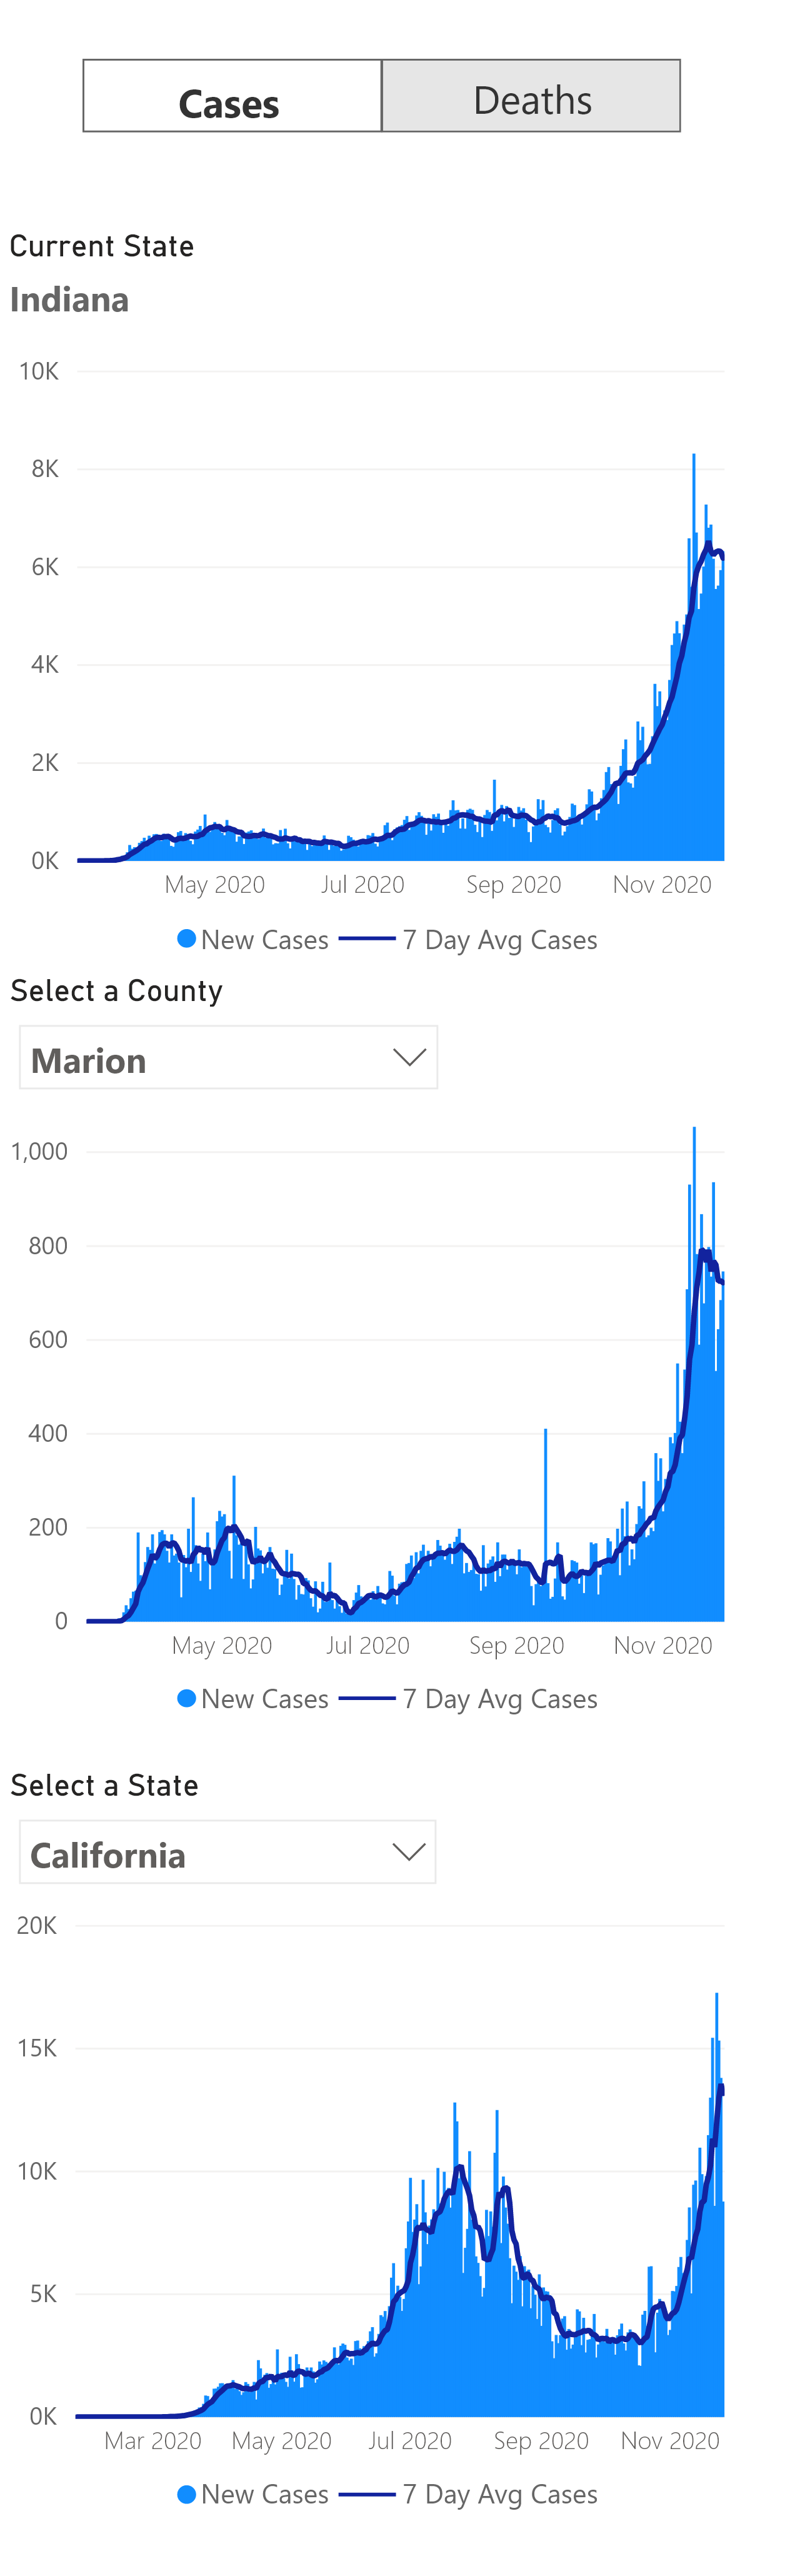 Cases Deaths
Current State
Indiana
10K
8K
6K
4K
2K
0K
May 2020 Jul 2020 Sep 2020 Nov 2020
New Cases 7 Day Avg Cases
Select a County
Marion
1,000
800
600
400
200
0
May 2020 Jul 2020 Sep 2020 Nov 2020
New Cases 7 Day Avg Cases
Select a State
California
20K
15K
10K
5K
0K
Mar 2020 May 2020 Jul 2020 Sep 2020 Nov 2020
New Cases 7 Day Avg Cases